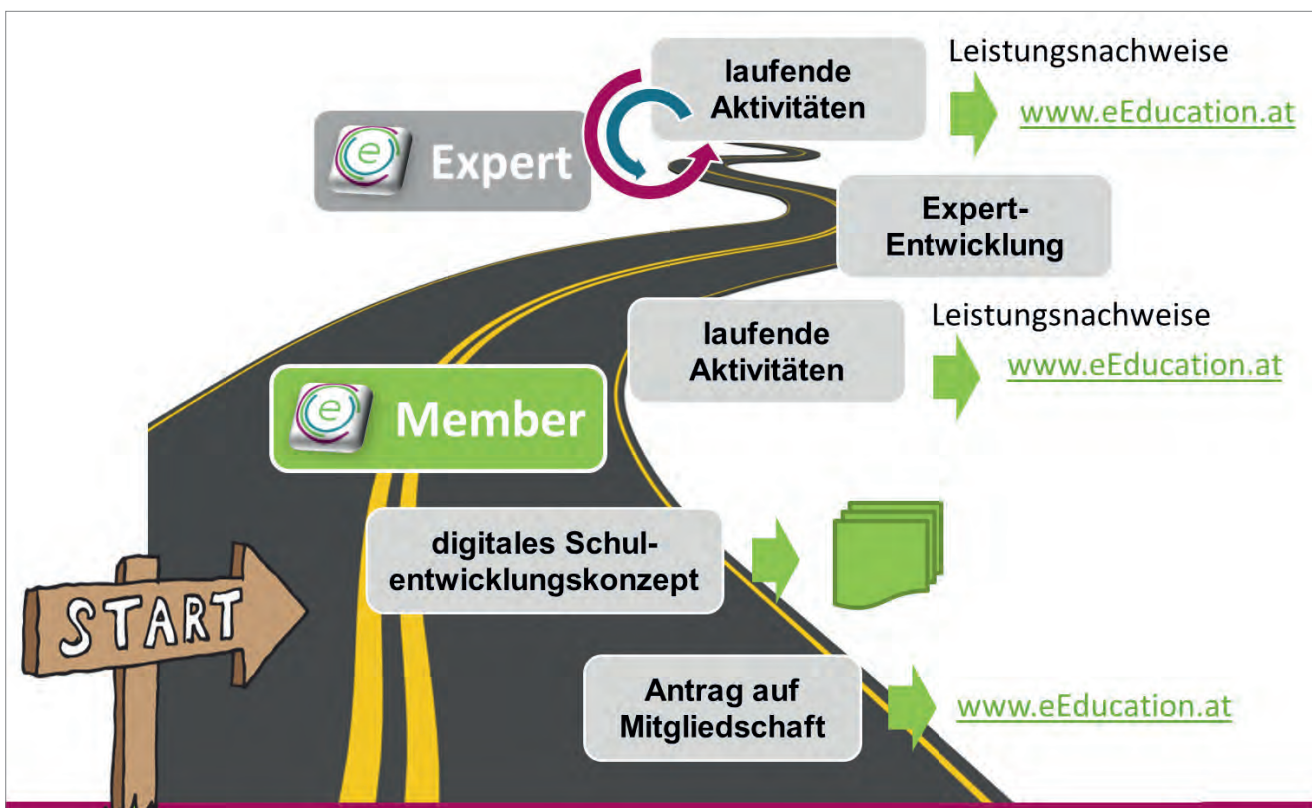 laufende
Aktivitäten
Leistungsnachweise
www.eEducation.at
e Expert
Expert-
Entwicklung
laufende
Aktivitäten
Leistungsnachweise
www.eEducation.at
e Member
digitales Schul-
entwicklungskonzept
START
Antrag auf
Mitgliedschaft
www.eEducation.at